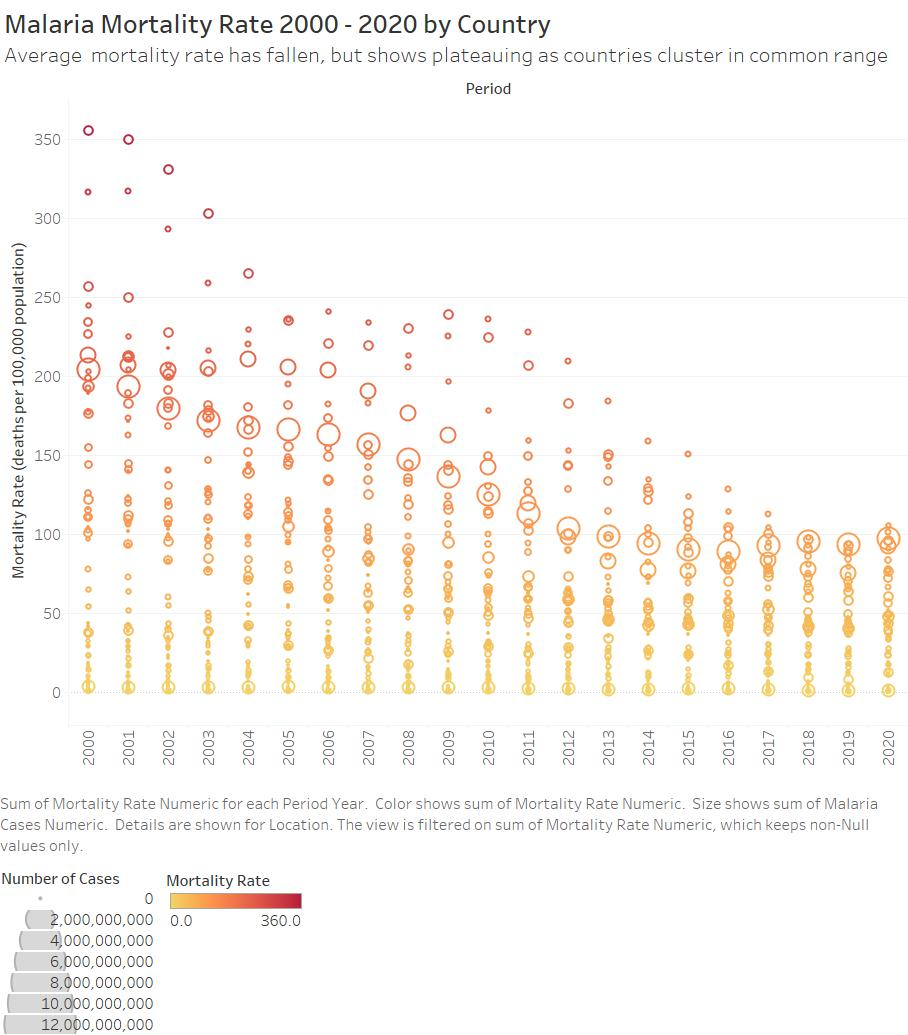 Malaria Mortality Rate 2000 - 2020 by Country
Average  mortality rate has fallen, but shows plateauing as countries cluster in common range
Period
Mortality Rate (deaths per 100,000 population)
350
300
250
200
150
100
50
0
2000 2001 2002 2003 2004 2005 2006 2007 2008 2009 2010 2011 2012 2013 2014 2015 2016 2017 2018 2019 2020
Sum of Mortality Rate Numeric for each Period Year.  Color shows sum of Mortality Rate Numeric.  Size shows sum of Malaria
Cases Numeric.  Details are shown for Location. The view is filtered on sum of Mortality Rate Numeric, which keeps non-Null
values only.
Number of Cases
0
2,000,000,000
4,000,000,000
6,000,000,000
8,000,000,000
10,000,000,000
12,000,000,000
Mortality Rate
0.0 360.0